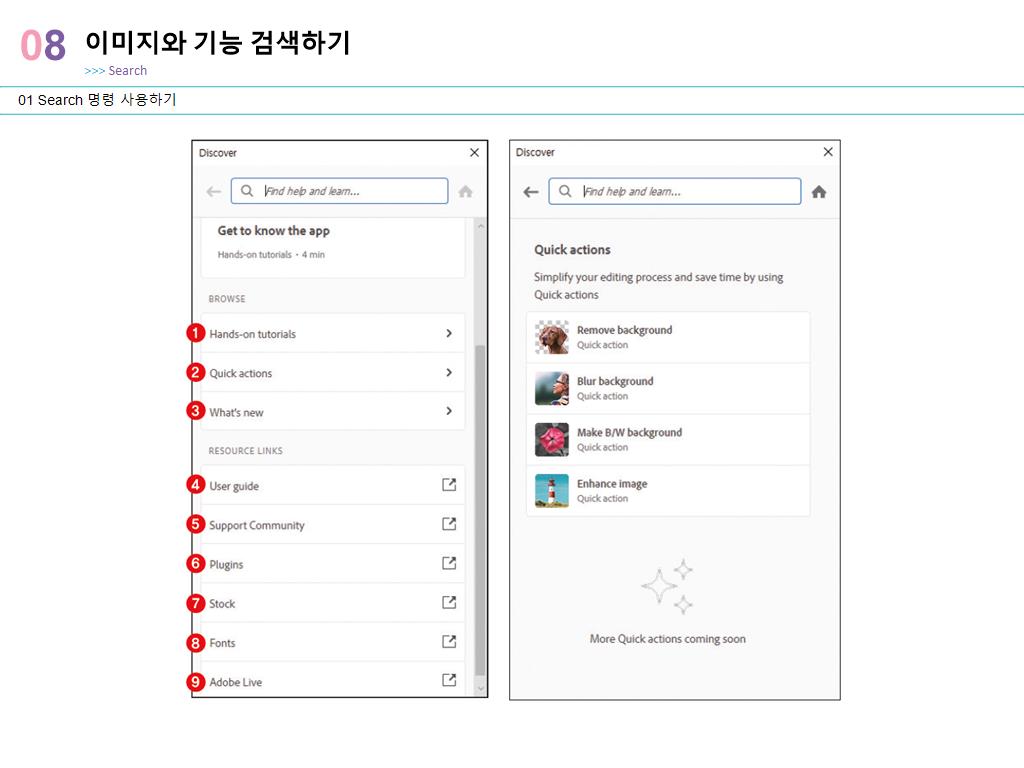 08 이미지와 기능 검색하기
>>> Search
01 Search 명령 사용하기
Discover
Find help and learn...
Get to know the app
Hands-on tutorials • 4 min
BROWSE
1 Hands-on tutorials
2 Quick actions
3 What's new
RESOURCE LINKS
4 User guide
5 Support Community
6 Plugins
7 Stock
8 Fonts
9 Adobe Live
Discover
Find help and learn...
Quick actions
Simplify your editing process and save time by using
Quick actions
Remove background
Quick action
Blur background
Quick action
Make B/W background
Quick action
Enhance image
Quick action
More Quick actions coming soon